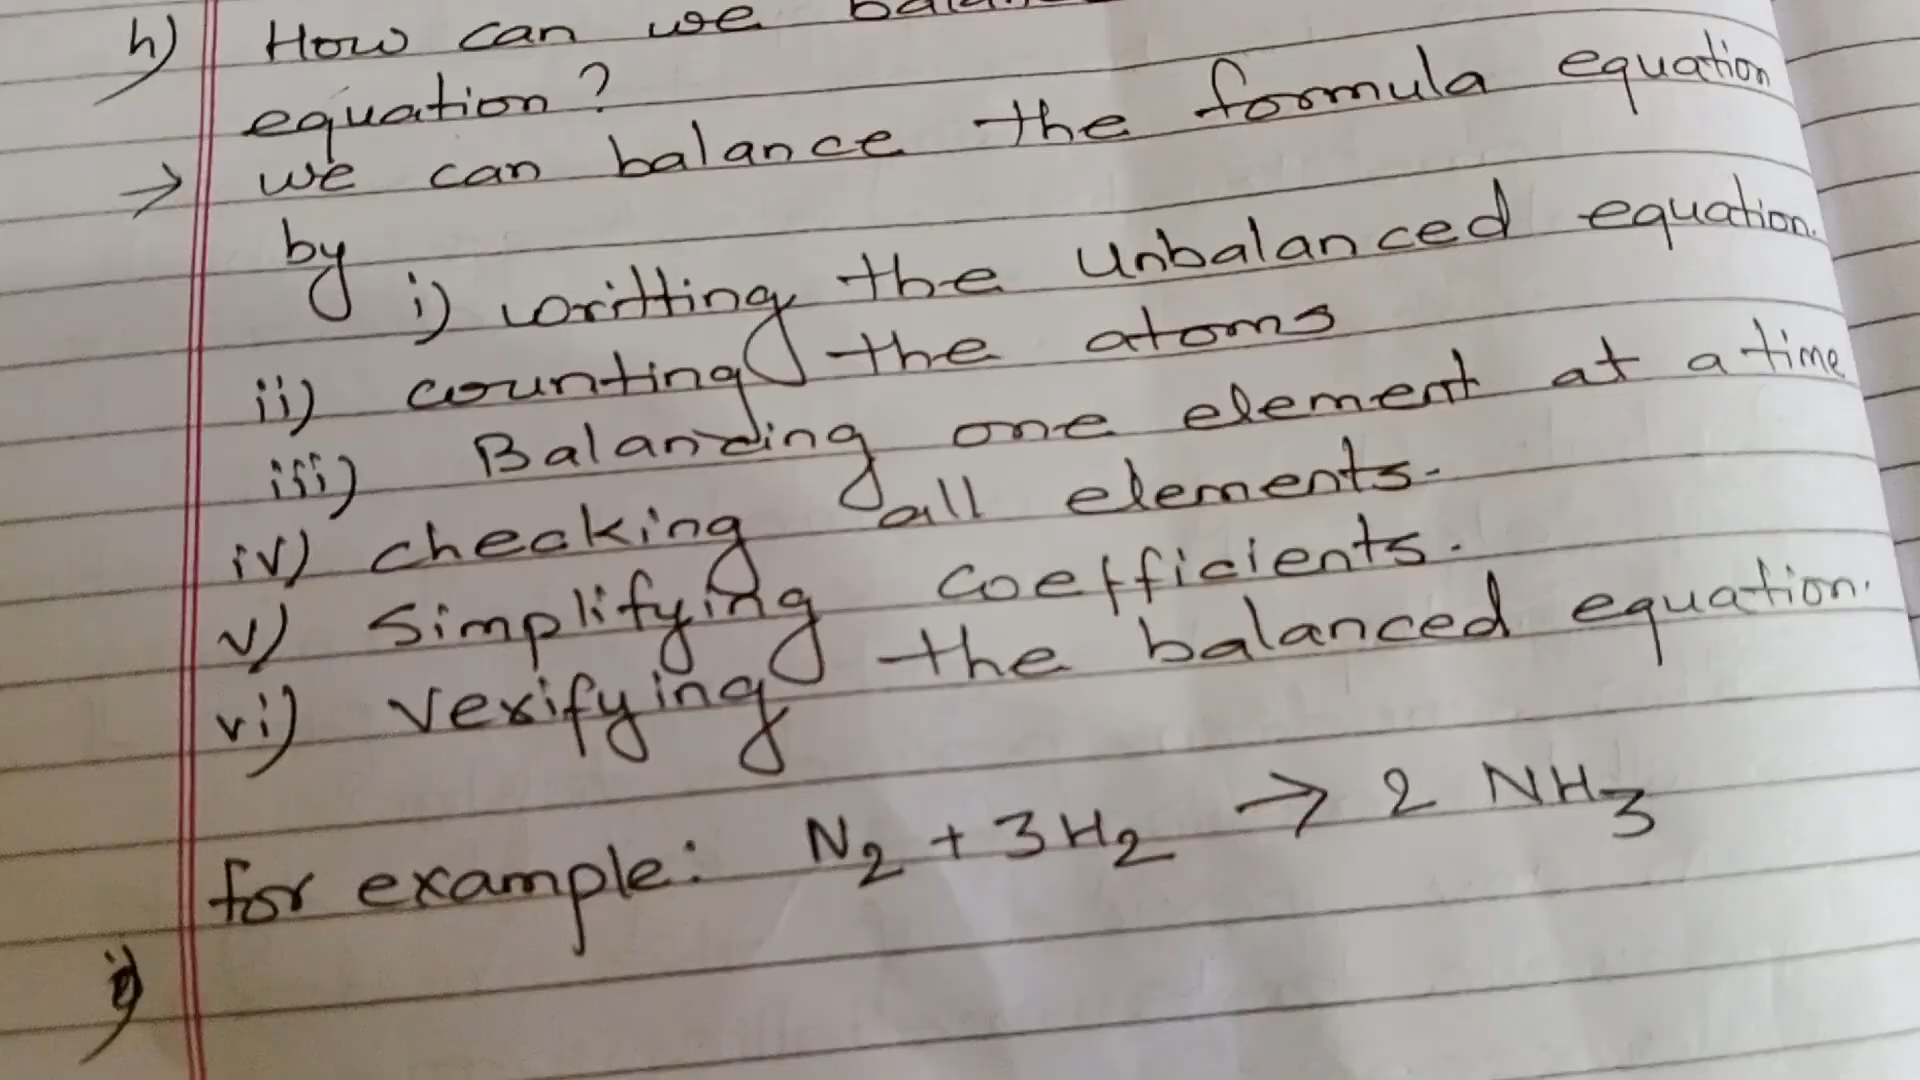 h) How can we
equation?
→ we can balance the formula equation
by
i) writting the Unbalanced equation.
ii) counting the atoms
iii) Balancing one element at a time
iv) checking all elements.
v) Simplifying coefficients.
vi) verifying the balanced equation.
for example: N₂ + 3H₂ → 2 NH₃